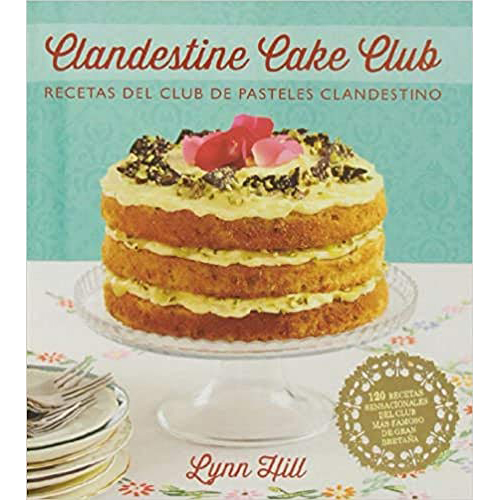 Clandestine Cake Club
RECETAS DEL CLUB DE PASTELES CLANDESTINO
120 RECETAS
SENSACIONALES
DEL CLUB
MÁS FAMOSO
DE GRAN
BRETAÑA
Lynn Hill